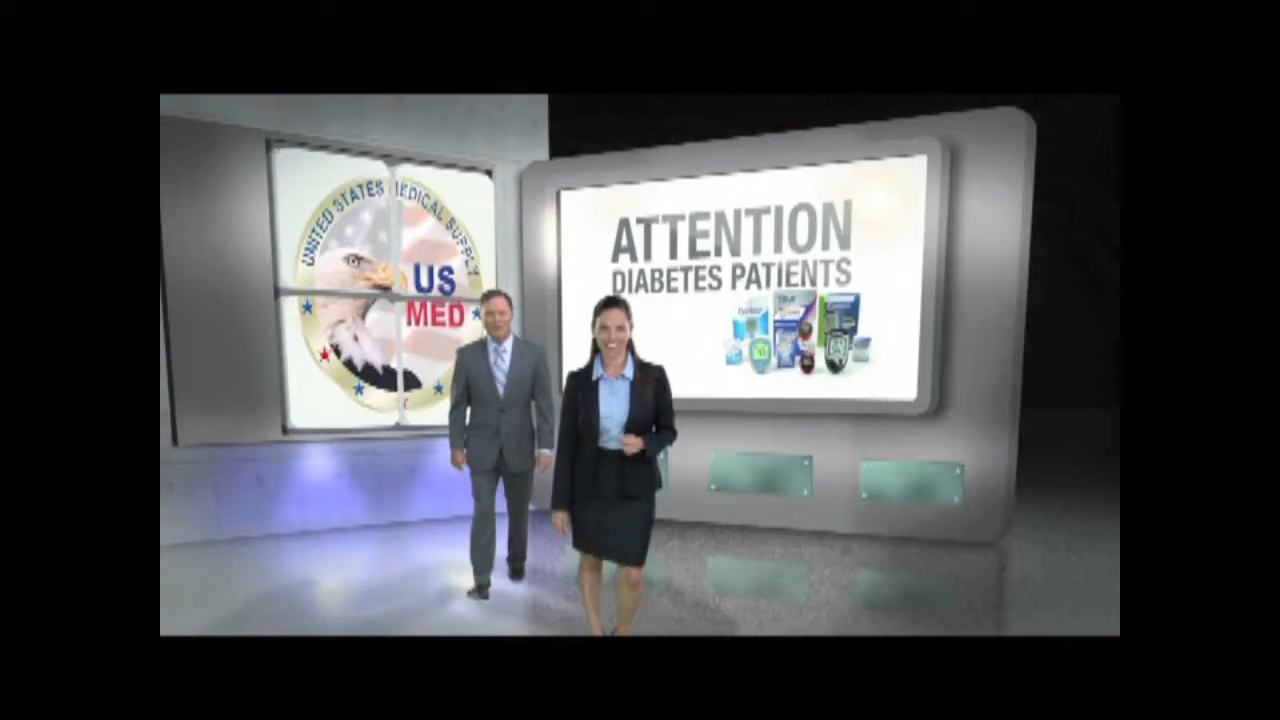 UNITED STATES MEDICAL SUPPLY
US
MED
ATTENTION
DIABETES PATIENTS